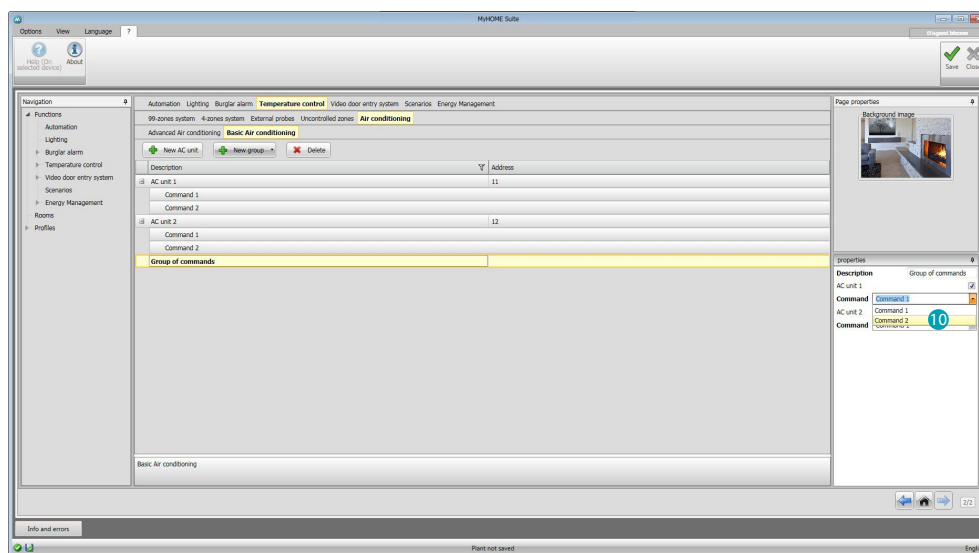 MyHOME Suite
Options View Language ?
Help (On selected device) About
Save Close
Navigation
Functions
Automation
Lighting
Burglar alarm
Temperature control
Video door entry system
Scenarios
Energy Management
Rooms
Profiles
Automation Lighting Burglar alarm Temperature control Video door entry system Scenarios Energy Management
99-zones system 4-zones system External probes Uncontrolled zones Air conditioning
Advanced Air conditioning Basic Air conditioning
New AC unit New group Delete
Description Address
AC unit 1 11
Command 1
Command 2
AC unit 2 12
Command 1
Command 2
Group of commands
Basic Air conditioning
Page properties
Background image
properties
Description Group of commands
AC unit 1
Command Command 1
AC unit 2 Command 1
Command 2 10
Command Command 1
2/2
Info and errors
Plant not saved